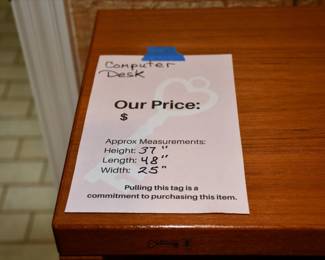 Computer
Desk
Our Price:
$
Approx Measurements:
Height: 37"
Length: 48"
Width: 25"
Pulling this tag is a
commitment to purchasing this item.